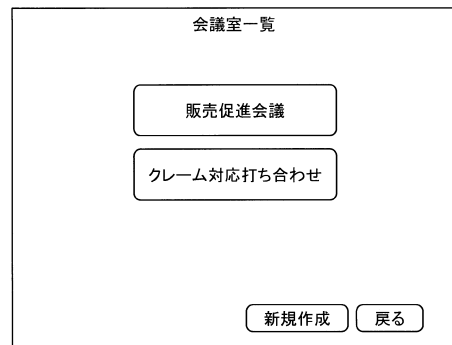 会議室一覧
販売促進会議
クレーム対応打ち合わせ
新規作成 戻る